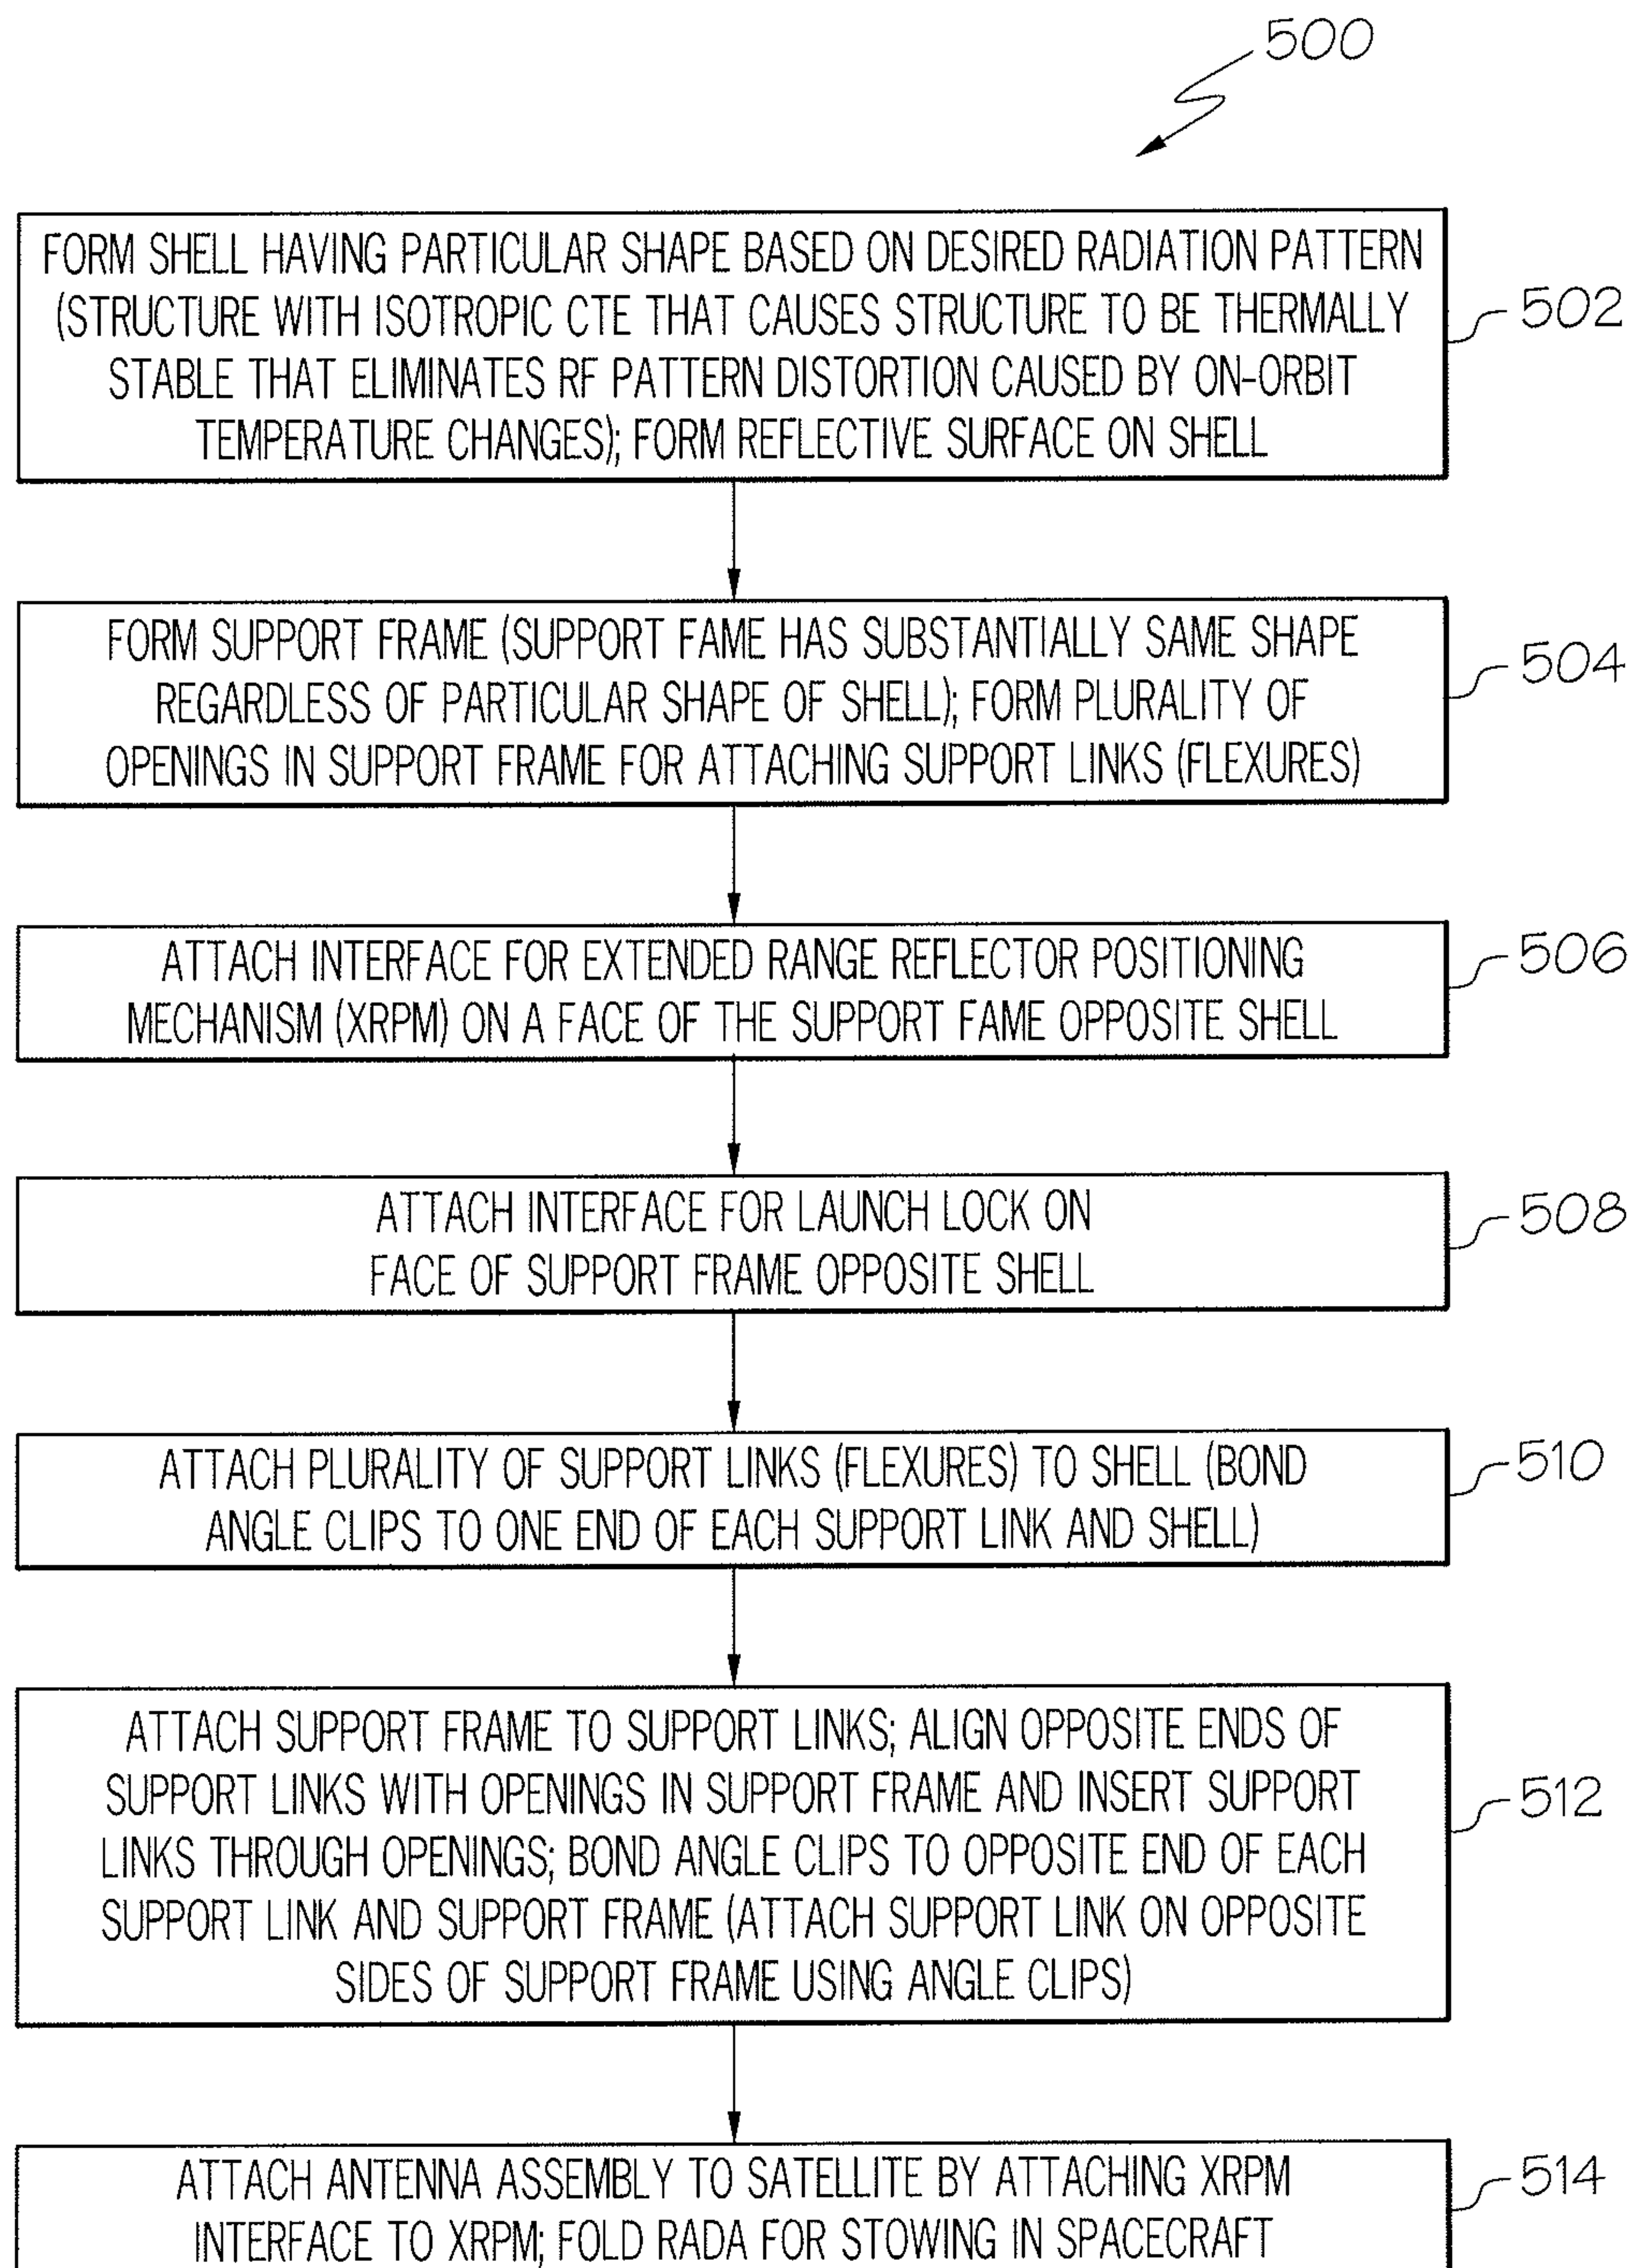 500
FORM SHELL HAVING PARTICULAR SHAPE BASED ON DESIRED RADIATION PATTERN
(STRUCTURE WITH ISOTROPIC CTE THAT CAUSES STRUCTURE TO BE THERMALLY
STABLE THAT ELIMINATES RF PATTERN DISTORTION CAUSED BY ON-ORBIT
TEMPERATURE CHANGES); FORM REFLECTIVE SURFACE ON SHELL
502
FORM SUPPORT FRAME (SUPPORT FAME HAS SUBSTANTIALLY SAME SHAPE
REGARDLESS OF PARTICULAR SHAPE OF SHELL); FORM PLURALITY OF
OPENINGS IN SUPPORT FRAME FOR ATTACHING SUPPORT LINKS (FLEXURES)
504
ATTACH INTERFACE FOR EXTENDED RANGE REFLECTOR POSITIONING
MECHANISM (XRPM) ON A FACE OF THE SUPPORT FAME OPPOSITE SHELL
506
ATTACH INTERFACE FOR LAUNCH LOCK ON
FACE OF SUPPORT FRAME OPPOSITE SHELL
508
ATTACH PLURALITY OF SUPPORT LINKS (FLEXURES) TO SHELL (BOND
ANGLE CLIPS TO ONE END OF EACH SUPPORT LINK AND SHELL)
510
ATTACH SUPPORT FRAME TO SUPPORT LINKS; ALIGN OPPOSITE ENDS OF
SUPPORT LINKS WITH OPENINGS IN SUPPORT FRAME AND INSERT SUPPORT
LINKS THROUGH OPENINGS; BOND ANGLE CLIPS TO OPPOSITE END OF EACH
SUPPORT LINK AND SUPPORT FRAME (ATTACH SUPPORT LINK ON OPPOSITE
SIDES OF SUPPORT FRAME USING ANGLE CLIPS)
512
ATTACH ANTENNA ASSEMBLY TO SATELLITE BY ATTACHING XRPM
INTERFACE TO XRPM; FOLD RADA FOR STOWING IN SPACECRAFT
514